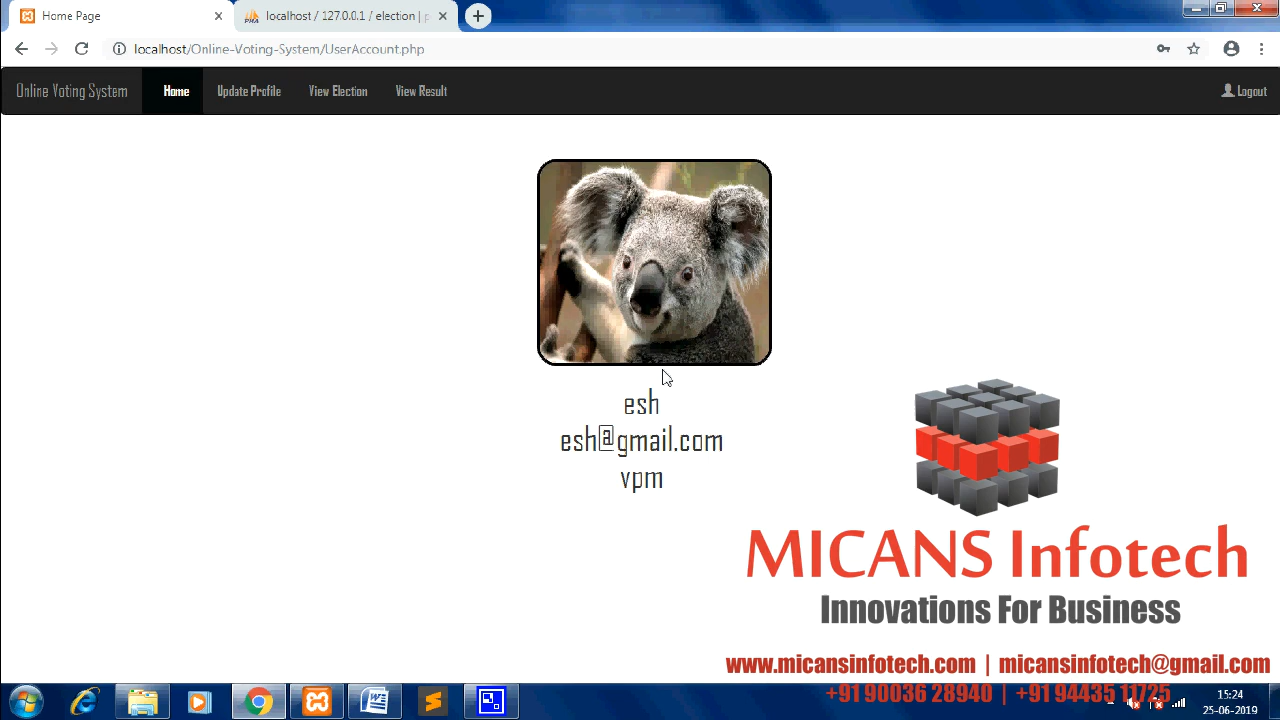 Home Page
localhost / 127.0.0.1 / election | p
localhost/Online-Voting-System/UserAccount.php
Online Voting System
Home
Update Profile
View Election
View Result
Logout
esh
esh@gmail.com
vpm
MICANS Infotech
Innovations For Business
www.micansinfotech.com | micansinfotech@gmail.com
+91 90036 28940 | +91 94435 11725
15:24
25-06-2019